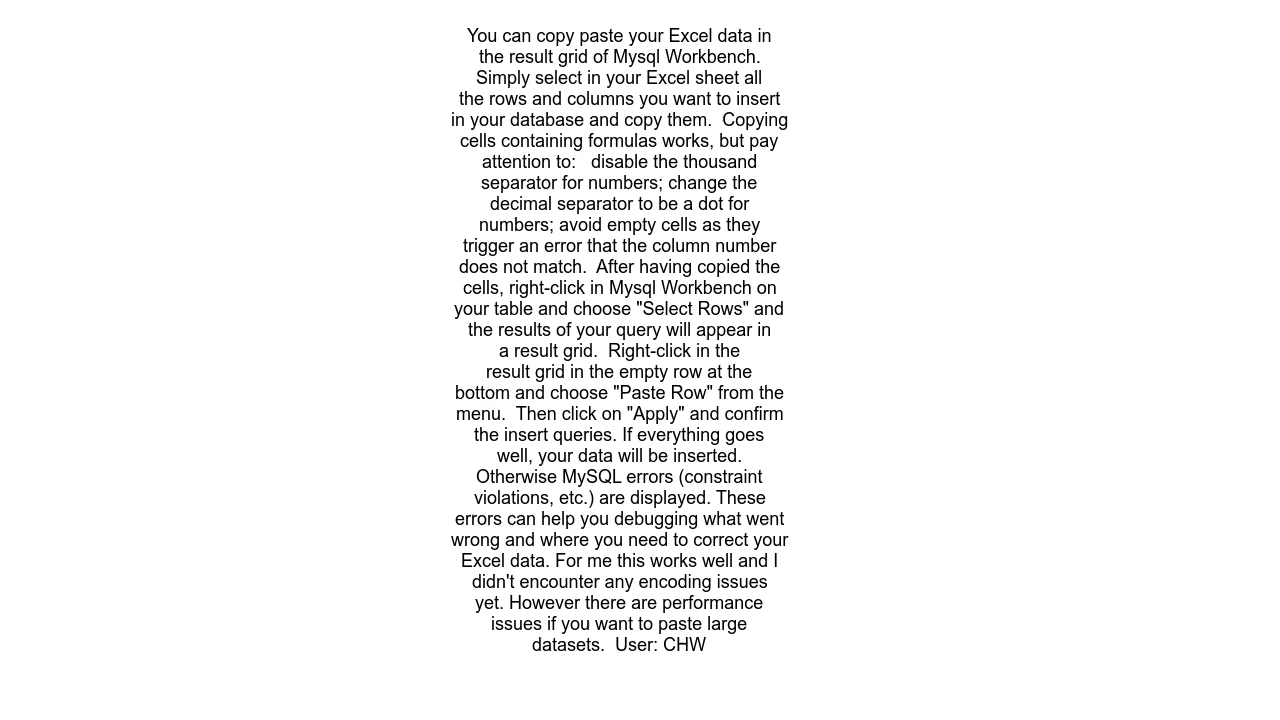 You can copy paste your Excel data in
the result grid of Mysql Workbench.
Simply select in your Excel sheet all
the rows and columns you want to insert
in your database and copy them.  Copying
cells containing formulas works, but pay
attention to:   disable the thousand
separator for numbers; change the
decimal separator to be a dot for
numbers; avoid empty cells as they
trigger an error that the column number
does not match.  After having copied the
cells, right-click in Mysql Workbench on
your table and choose "Select Rows" and
the results of your query will appear in
a result grid.  Right-click in the
result grid in the empty row at the
bottom and choose "Paste Row" from the
menu.  Then click on "Apply" and confirm
the insert queries. If everything goes
well, your data will be inserted.
Otherwise MySQL errors (constraint
violations, etc.) are displayed. These
errors can help you debugging what went
wrong and where you need to correct your
Excel data. For me this works well and I
didn't encounter any encoding issues
yet. However there are performance
issues if you want to paste large
datasets.  User: CHW